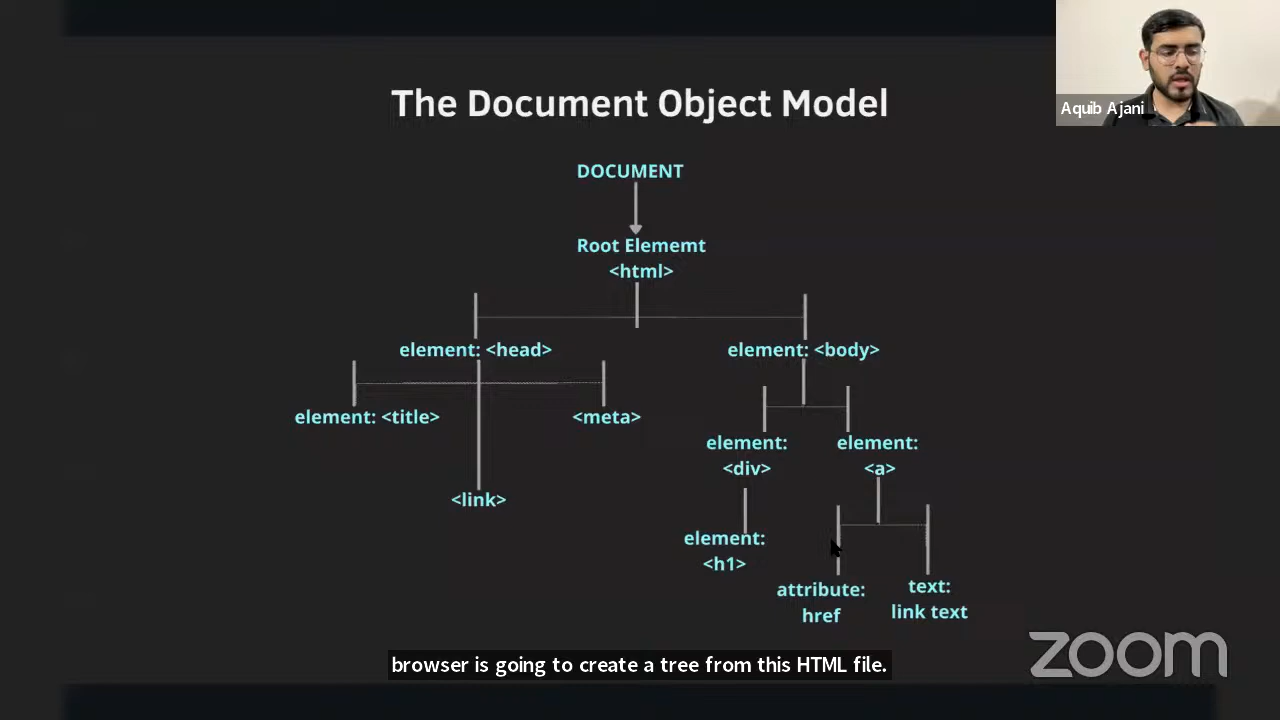 The Document Object Model
Aquib Ajani
DOCUMENT
Root Elememt
<html>
element: <head>
element: <body>
element: <title>
<meta>
element:
<div>
element:
<a>
<link>
element:
<h1>
attribute:
href
text:
link text
zoom
browser is going to create a tree from this HTML file.